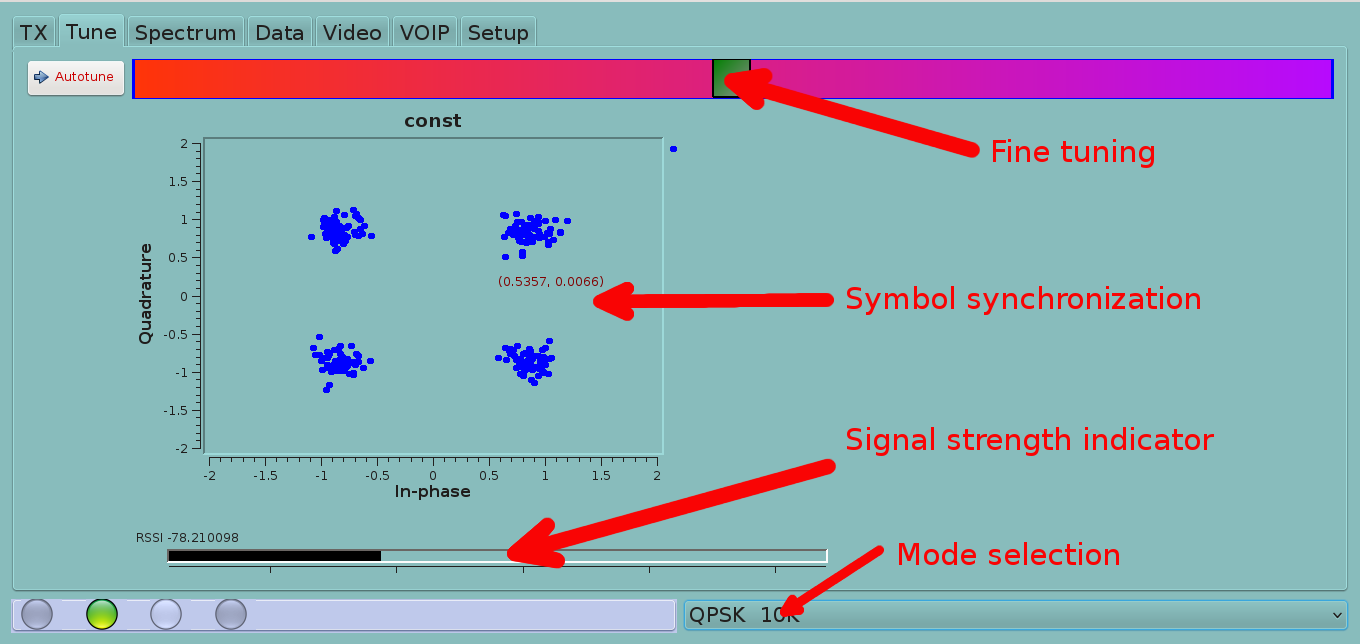 TX Tune Spectrum Data Video VOIP Setup
Autotune
Fine tuning
const
2
1.5
1
0.5
0
-0.5
-1
-1.5
-2
Quadrature
(0.5357, 0.0066)
Symbol synchronization
-2 -1.5 -1 -0.5 0 0.5 1 1.5 2
In-phase
Signal strength indicator
RSSI -78.210098
Mode selection
QPSK 10K